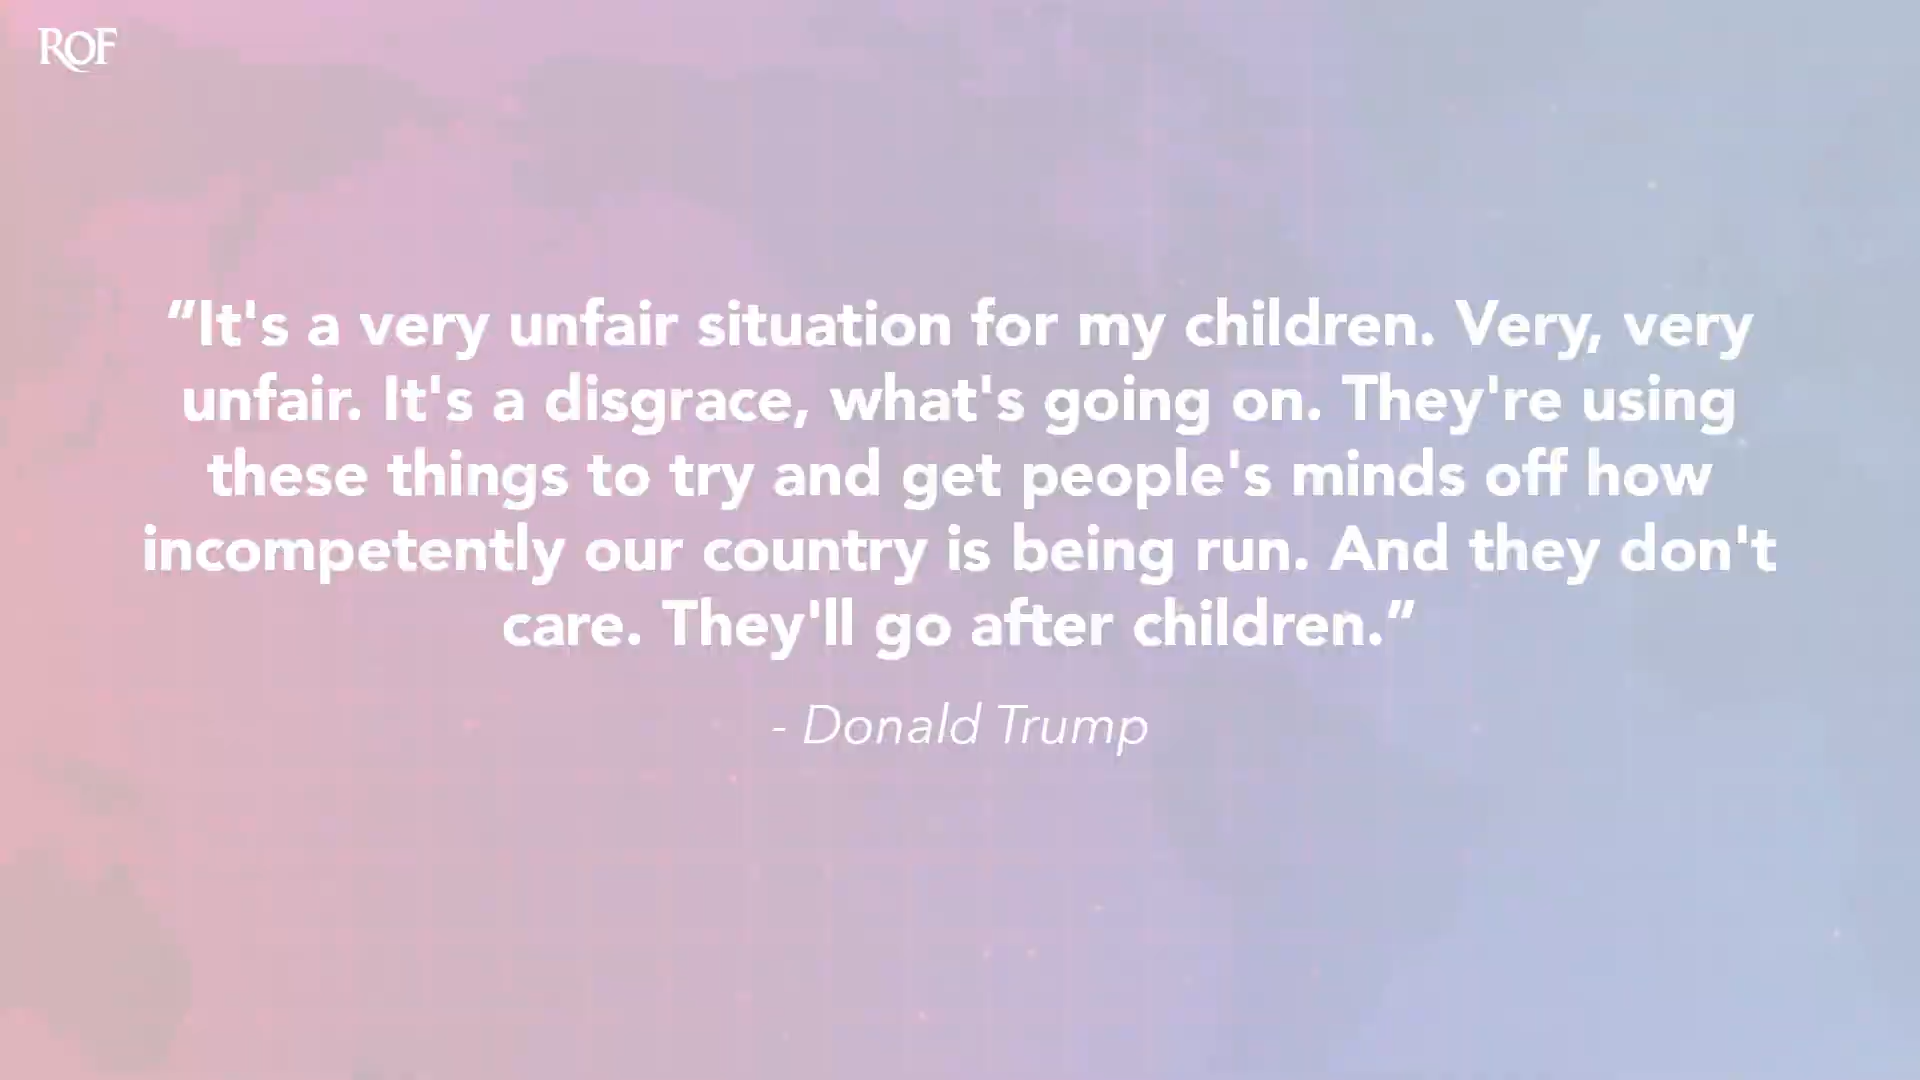 ROF
“It's a very unfair situation for my children. Very, very
unfair. It's a disgrace, what's going on. They're using
these things to try and get people's minds off how
incompetently our country is being run. And they don't
care. They'll go after children.”
- Donald Trump